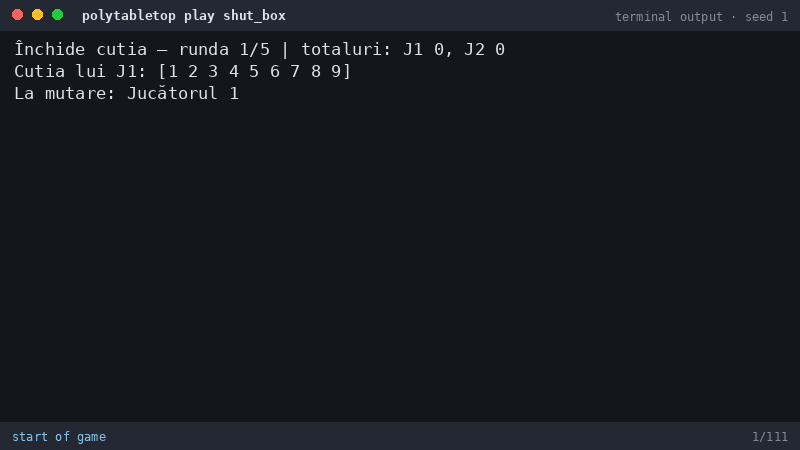 polytabletop play shut_box
terminal output · seed 1
Închide cutia — runda 1/5 | totaluri: J1 0, J2 0
Cutia lui J1: [1 2 3 4 5 6 7 8 9]
La mutare: Jucătorul 1
start of game
1/111